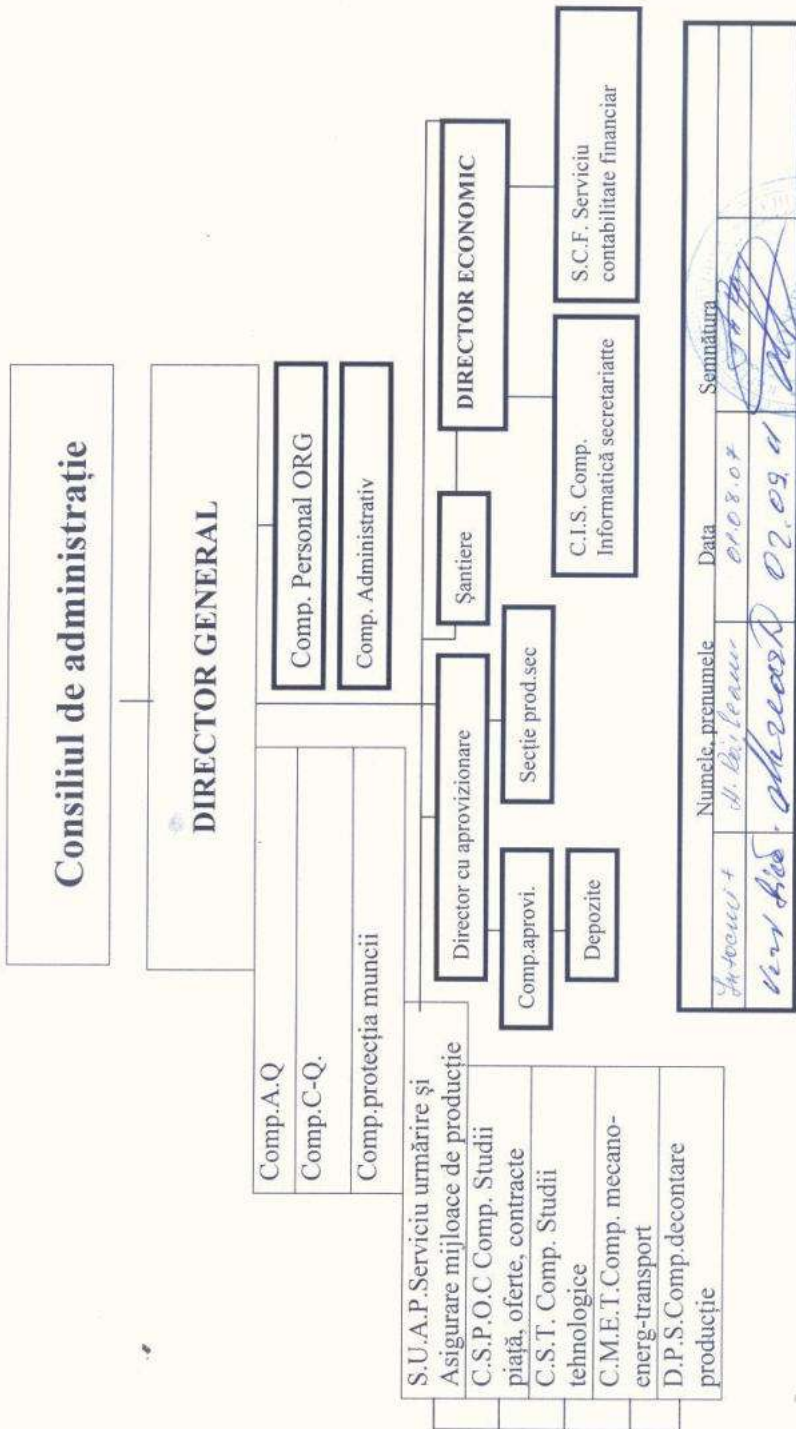 Consiliul de administrație
DIRECTOR GENERAL
Comp.A.Q
Comp.C-Q.
Comp.protecția muncii
Comp. Personal ORG
Comp. Administrativ
S.U.A.P.Serviciu urmărire și
Asigurare mijloace de producție
C.S.P.O.C Comp. Studii
piață, oferte, contracte
C.S.T. Comp. Studii
tehnologice
C.M.E.T.Comp. mecano-
energ-transport
D.P.S.Comp.decontare
producție
Director cu aprovizionare
Comp.aprovi.
Secție prod.sec
Depozite
Șantiere
DIRECTOR ECONOMIC
C.I.S. Comp.
Informatică secretariatte
S.C.F. Serviciu
contabilitate financiar
Numele, prenumele Data Semnătura
Întocmit 01.08.07
02.09.11